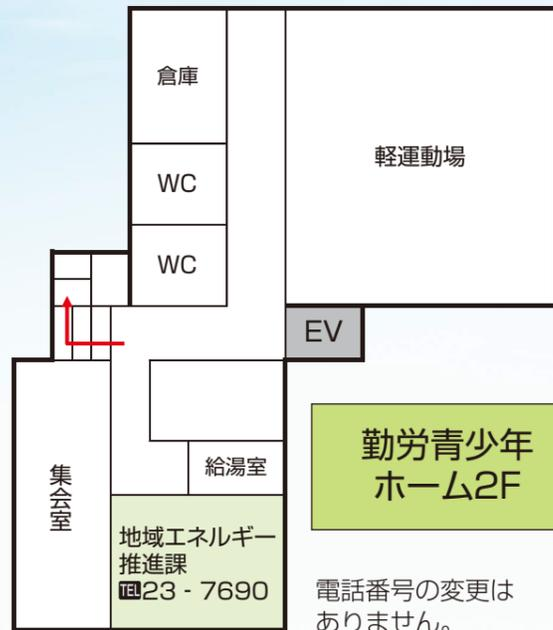 倉庫
軽運動場
WC
WC
EV
勤労青少年
ホーム2F
給湯室
集会室
地域エネルギー
推進課
TEL23 - 7690
電話番号の変更は
ありません。